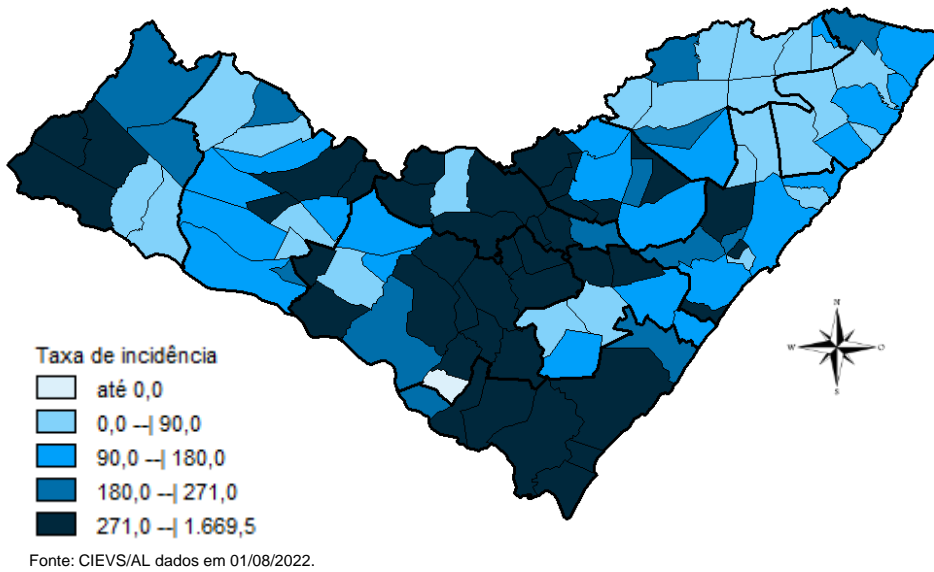 N
W
O
S
Taxa de incidência
até 0,0
0,0 --| 90,0
90,0 --| 180,0
180,0 --| 271,0
271,0 --| 1.669,5
Fonte: CIEVS/AL dados em 01/08/2022.